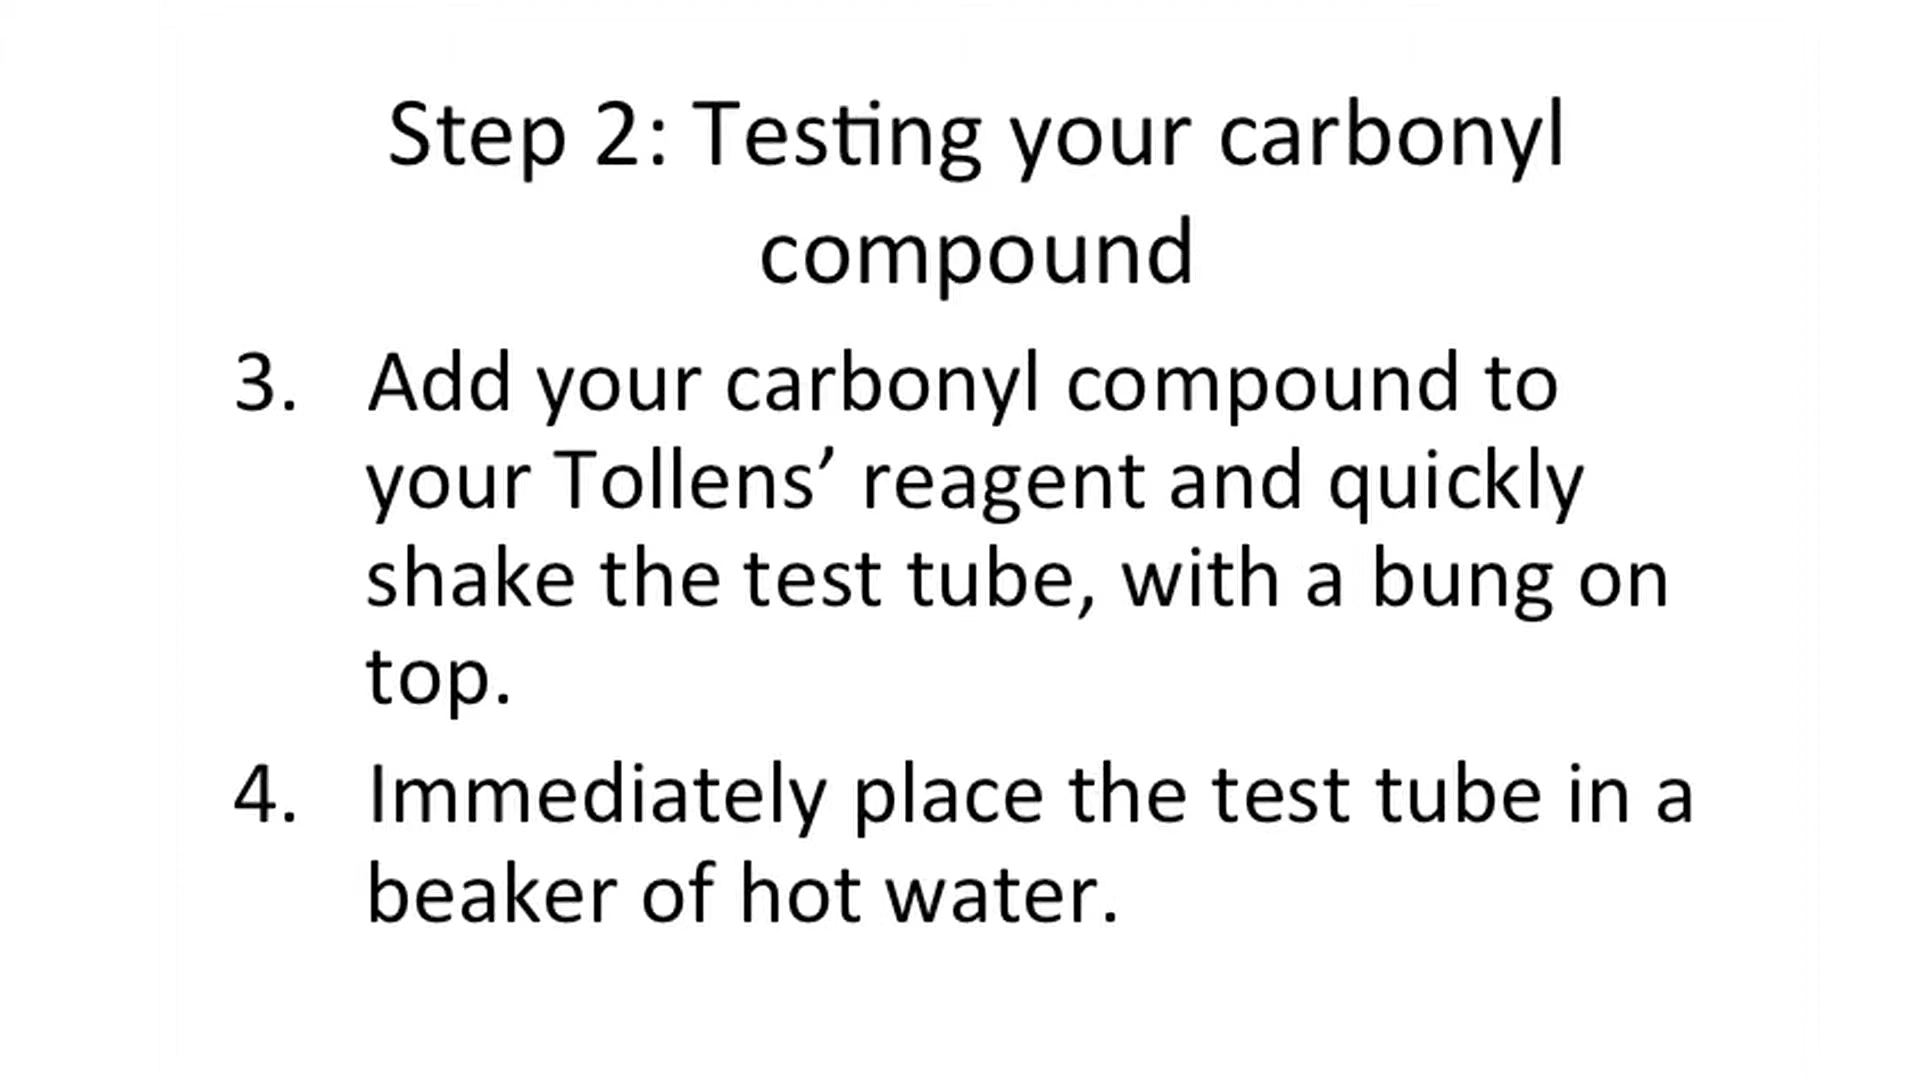 Step 2: Testing your carbonyl
compound
3. Add your carbonyl compound to
your Tollens’ reagent and quickly
shake the test tube, with a bung on
top.
4. Immediately place the test tube in a
beaker of hot water.